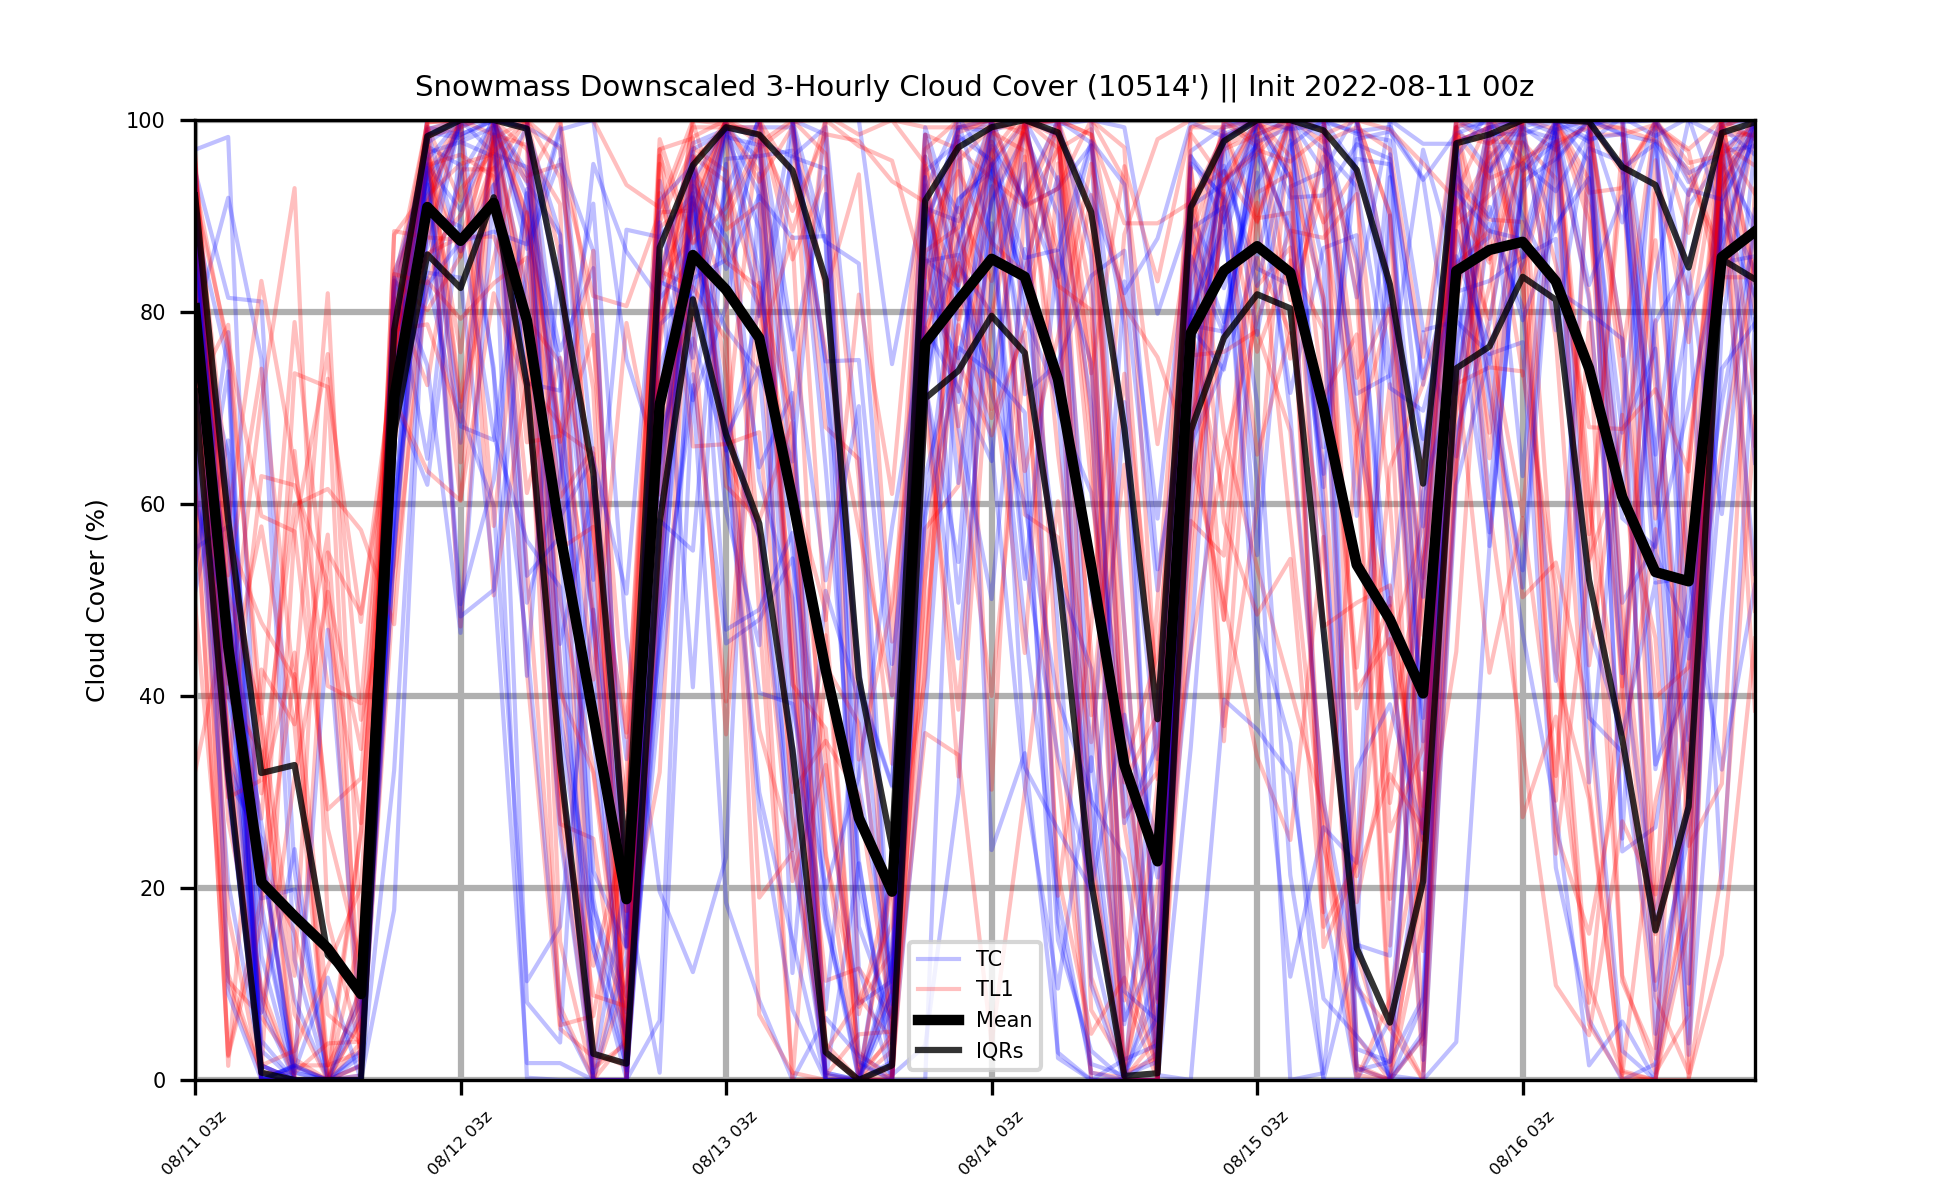 Snowmass Downscaled 3-Hourly Cloud Cover (10514') || Init 2022-08-11 00z
Cloud Cover (%)
100
80
60
40
20
0
TC
TL1
Mean
IQRs
08/11 03z
08/12 03z
08/13 03z
08/14 03z
08/15 03z
08/16 03z